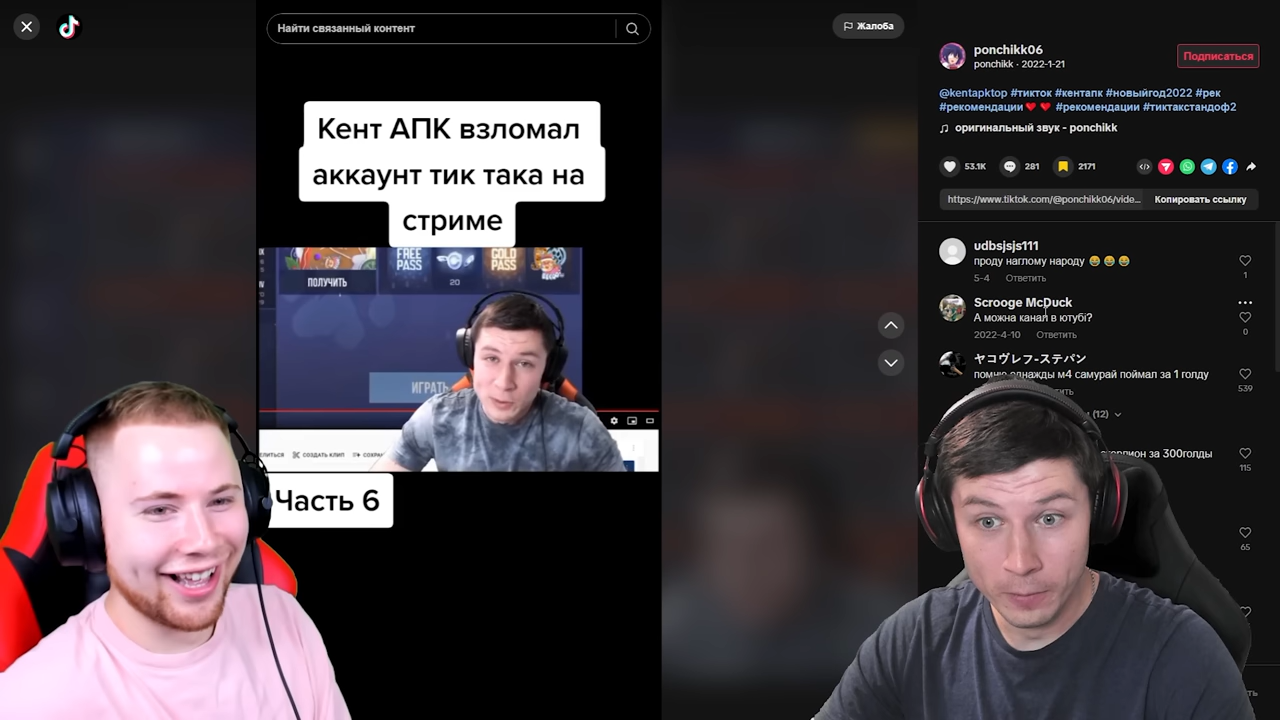 Найти связанный контент
Жалоба
Кент АПК взломал
аккаунт тик така на
стриме
FREE
PASS
GOLD
PASS
ПОЛУЧИТЬ
20
ИГРАТЬ
СОЗДАТЬ КЛИП
Часть 6
ponchikk06
ponchikk · 2022-1-21
Подписаться
@kentapktop #тикток #кентапк #новыйгод2022 #рек
#рекомендации❤️ ❤️ #рекомендации #тиктакстандоф2
оригинальный звук - ponchikk
53.1K
281
2171
https://www.tiktok.com/@ponchikk06/vide...
Копировать ссылку
udbsjsjs111
проду наглому народу 😂 😂 😂
5-4 Ответить
1
Scrooge McDuck
А можна канал в ютубі?
2022-4-10 Ответить
0
ヤコヴレフ-ステパン
помню однажды м4 самурай поймал за 1 голду
539
(12)
за 300голды
115
65